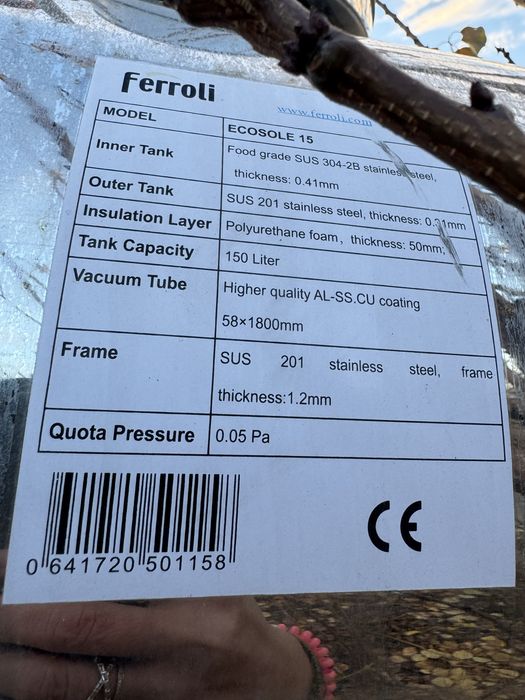 Ferroli
www.ferroli.com
MODEL ECOSOLE 15
Inner Tank Food grade SUS 304-2B stainless steel,
thickness: 0.41mm
Outer Tank SUS 201 stainless steel, thickness: 0.31mm
Insulation Layer Polyurethane foam, thickness: 50mm,
Tank Capacity 150 Liter
Vacuum Tube Higher quality AL-SS.CU coating
58×1800mm
Frame SUS 201 stainless steel, frame
thickness:1.2mm
Quota Pressure 0.05 Pa
CE
0 641720 501158